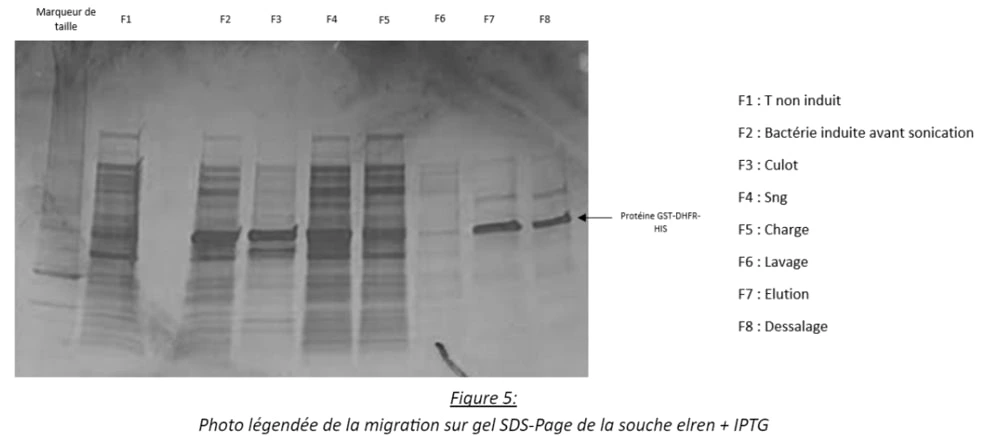 Marqueur de
taille
F1
F2
F3
F4
F5
F6
F7
F8
F1 : T non induit
F2 : Bactérie induite avant sonication
F3 : Culot
F4 : Sng
F5 : Charge
F6 : Lavage
F7 : Elution
F8 : Dessalage
Protéine GST-DHFR-
HIS
Figure 5:
Photo légendée de la migration sur gel SDS-Page de la souche elren + IPTG